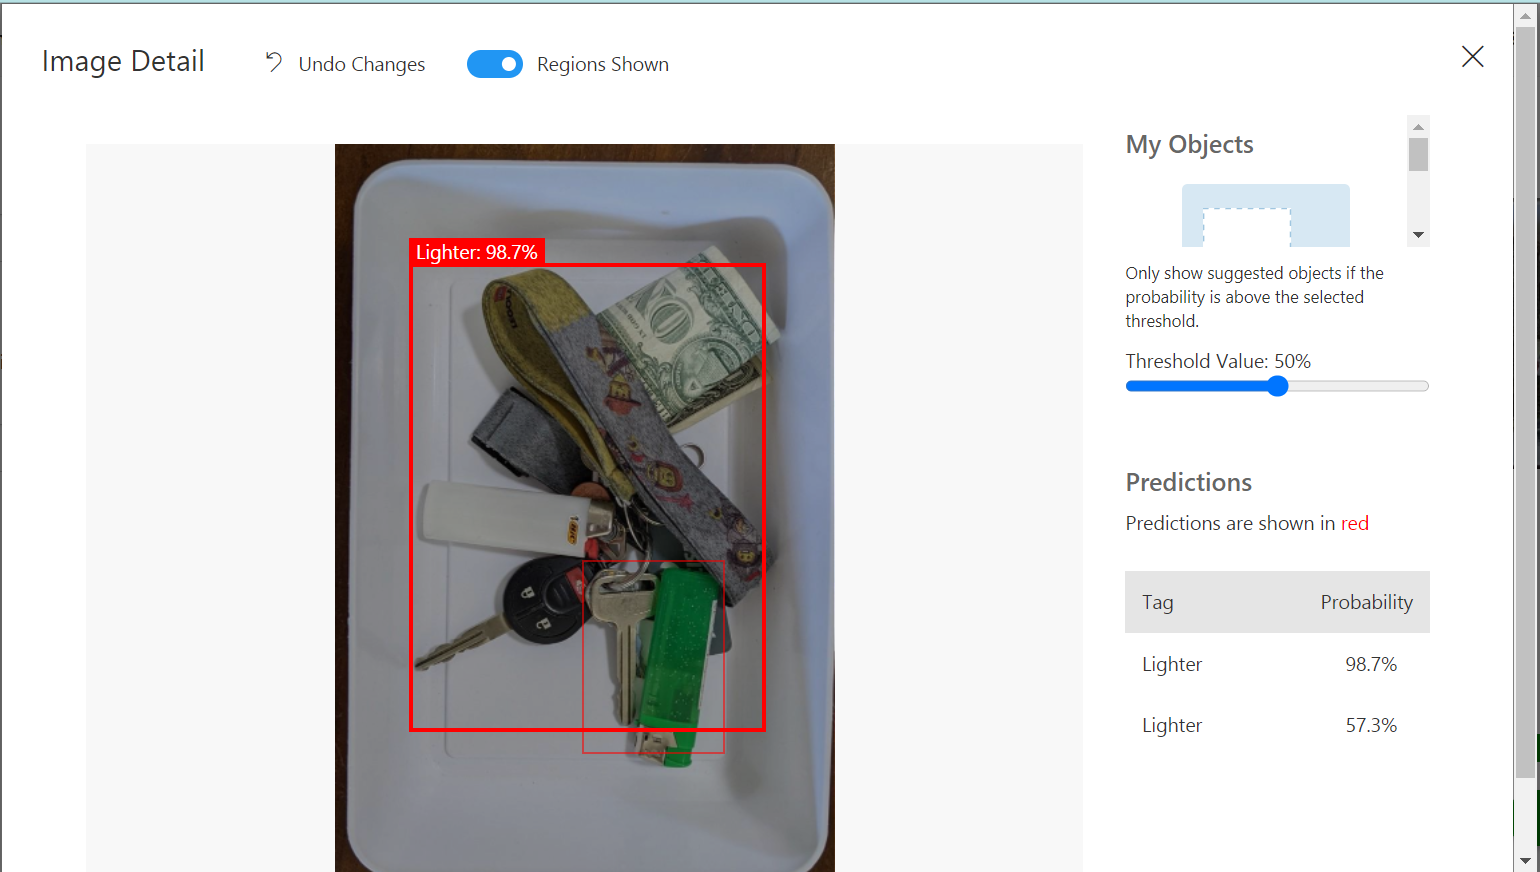 Image Detail
Undo Changes
Regions Shown
My Objects
Only show suggested objects if the
probability is above the selected
threshold.
Threshold Value: 50%
Predictions
Predictions are shown in red
Tag Probability
Lighter 98.7%
Lighter 57.3%
Lighter: 98.7%
LEGO
BIC